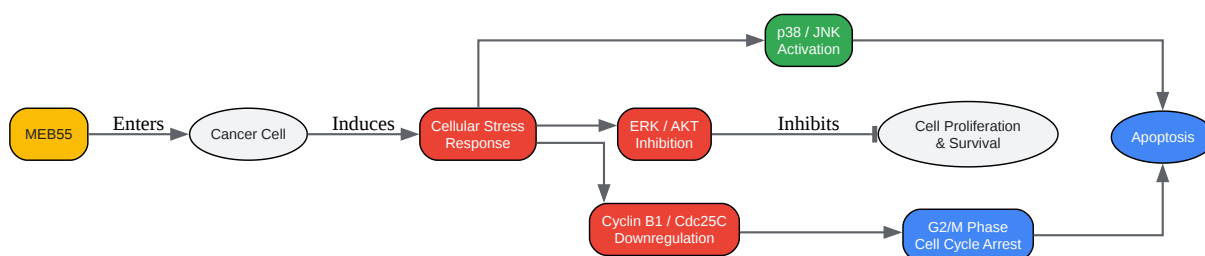 p38 / JNK
Activation
MEB55
Enters
Cancer Cell
Induces
Cellular Stress
Response
ERK / AKT
Inhibition
Inhibits
Cell Proliferation
& Survival
Apoptosis
Cyclin B1 / Cdc25C
Downregulation
G2/M Phase
Cell Cycle Arrest